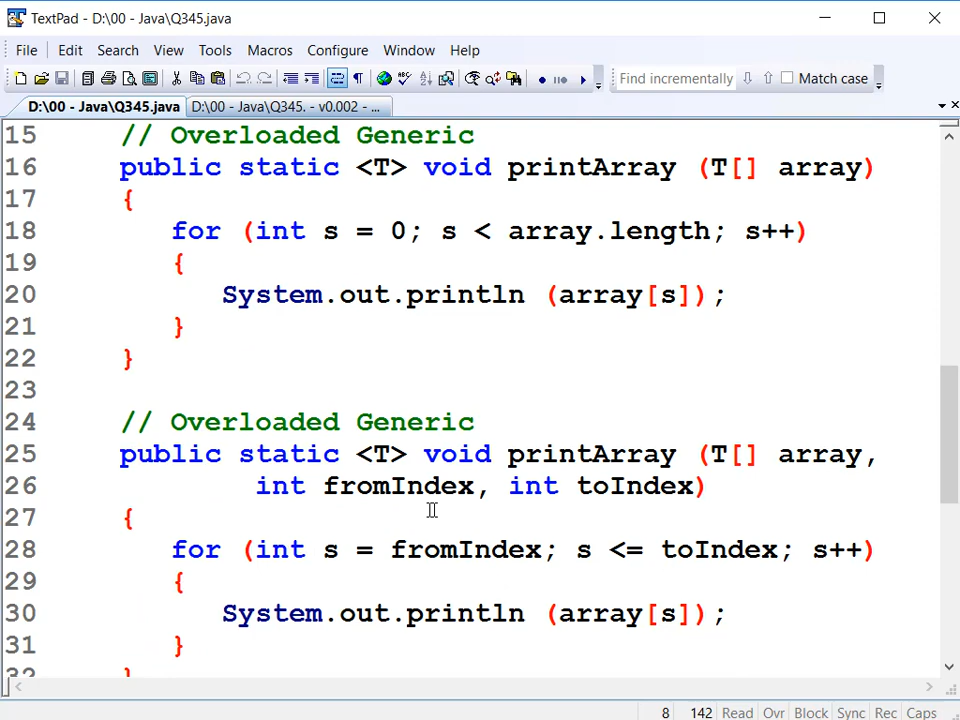 TextPad - D:\00 - Java\Q345.java
File Edit Search View Tools Macros Configure Window Help
Find incrementally Match case
D:\00 - Java\Q345.java D:\00 - Java\Q345. - v0.002 - ...
15 // Overloaded Generic
16 public static <T> void printArray (T[] array)
17 {
18 for (int s = 0; s < array.length; s++)
19 {
20 System.out.println (array[s]);
21 }
22 }
23
24 // Overloaded Generic
25 public static <T> void printArray (T[] array,
26 int fromIndex, int toIndex)
27 {
28 for (int s = fromIndex; s <= toIndex; s++)
29 {
30 System.out.println (array[s]);
31 }
32 }
8 142 Read Ovr Block Sync Rec Caps